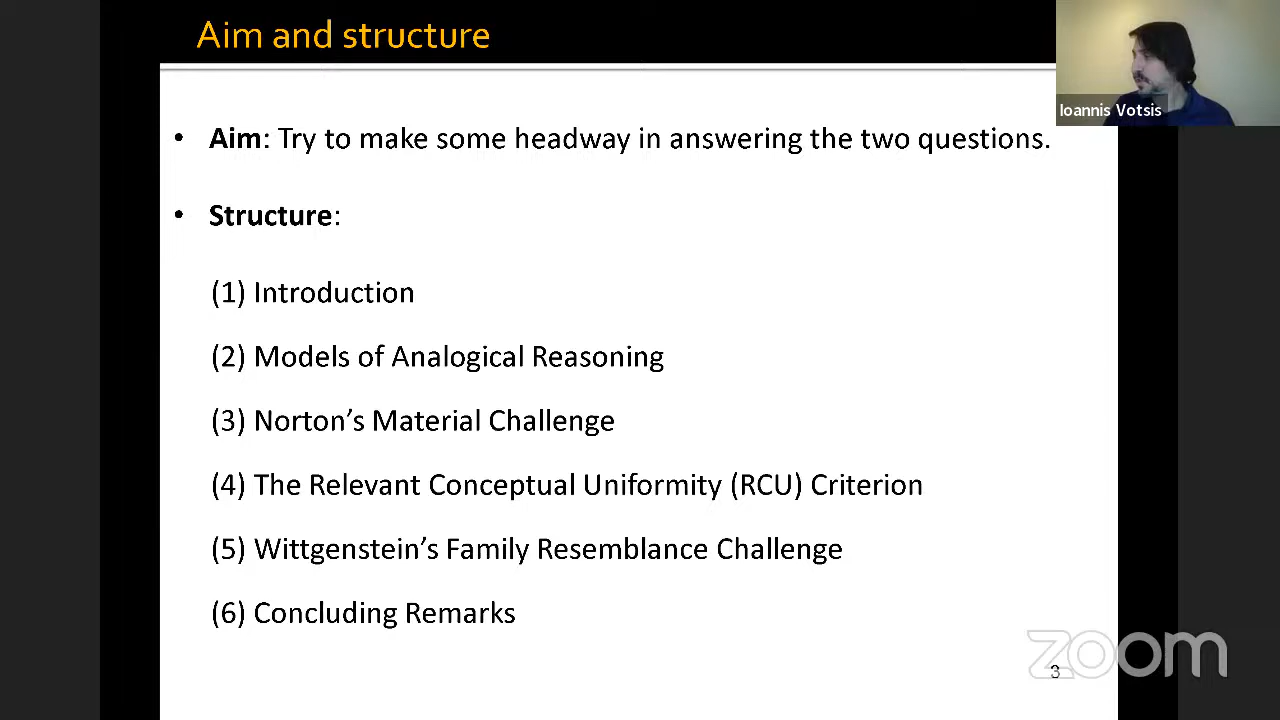 Aim and structure
Ioannis Votsis
• Aim: Try to make some headway in answering the two questions.
• Structure:
(1) Introduction
(2) Models of Analogical Reasoning
(3) Norton’s Material Challenge
(4) The Relevant Conceptual Uniformity (RCU) Criterion
(5) Wittgenstein’s Family Resemblance Challenge
(6) Concluding Remarks
zoom
3